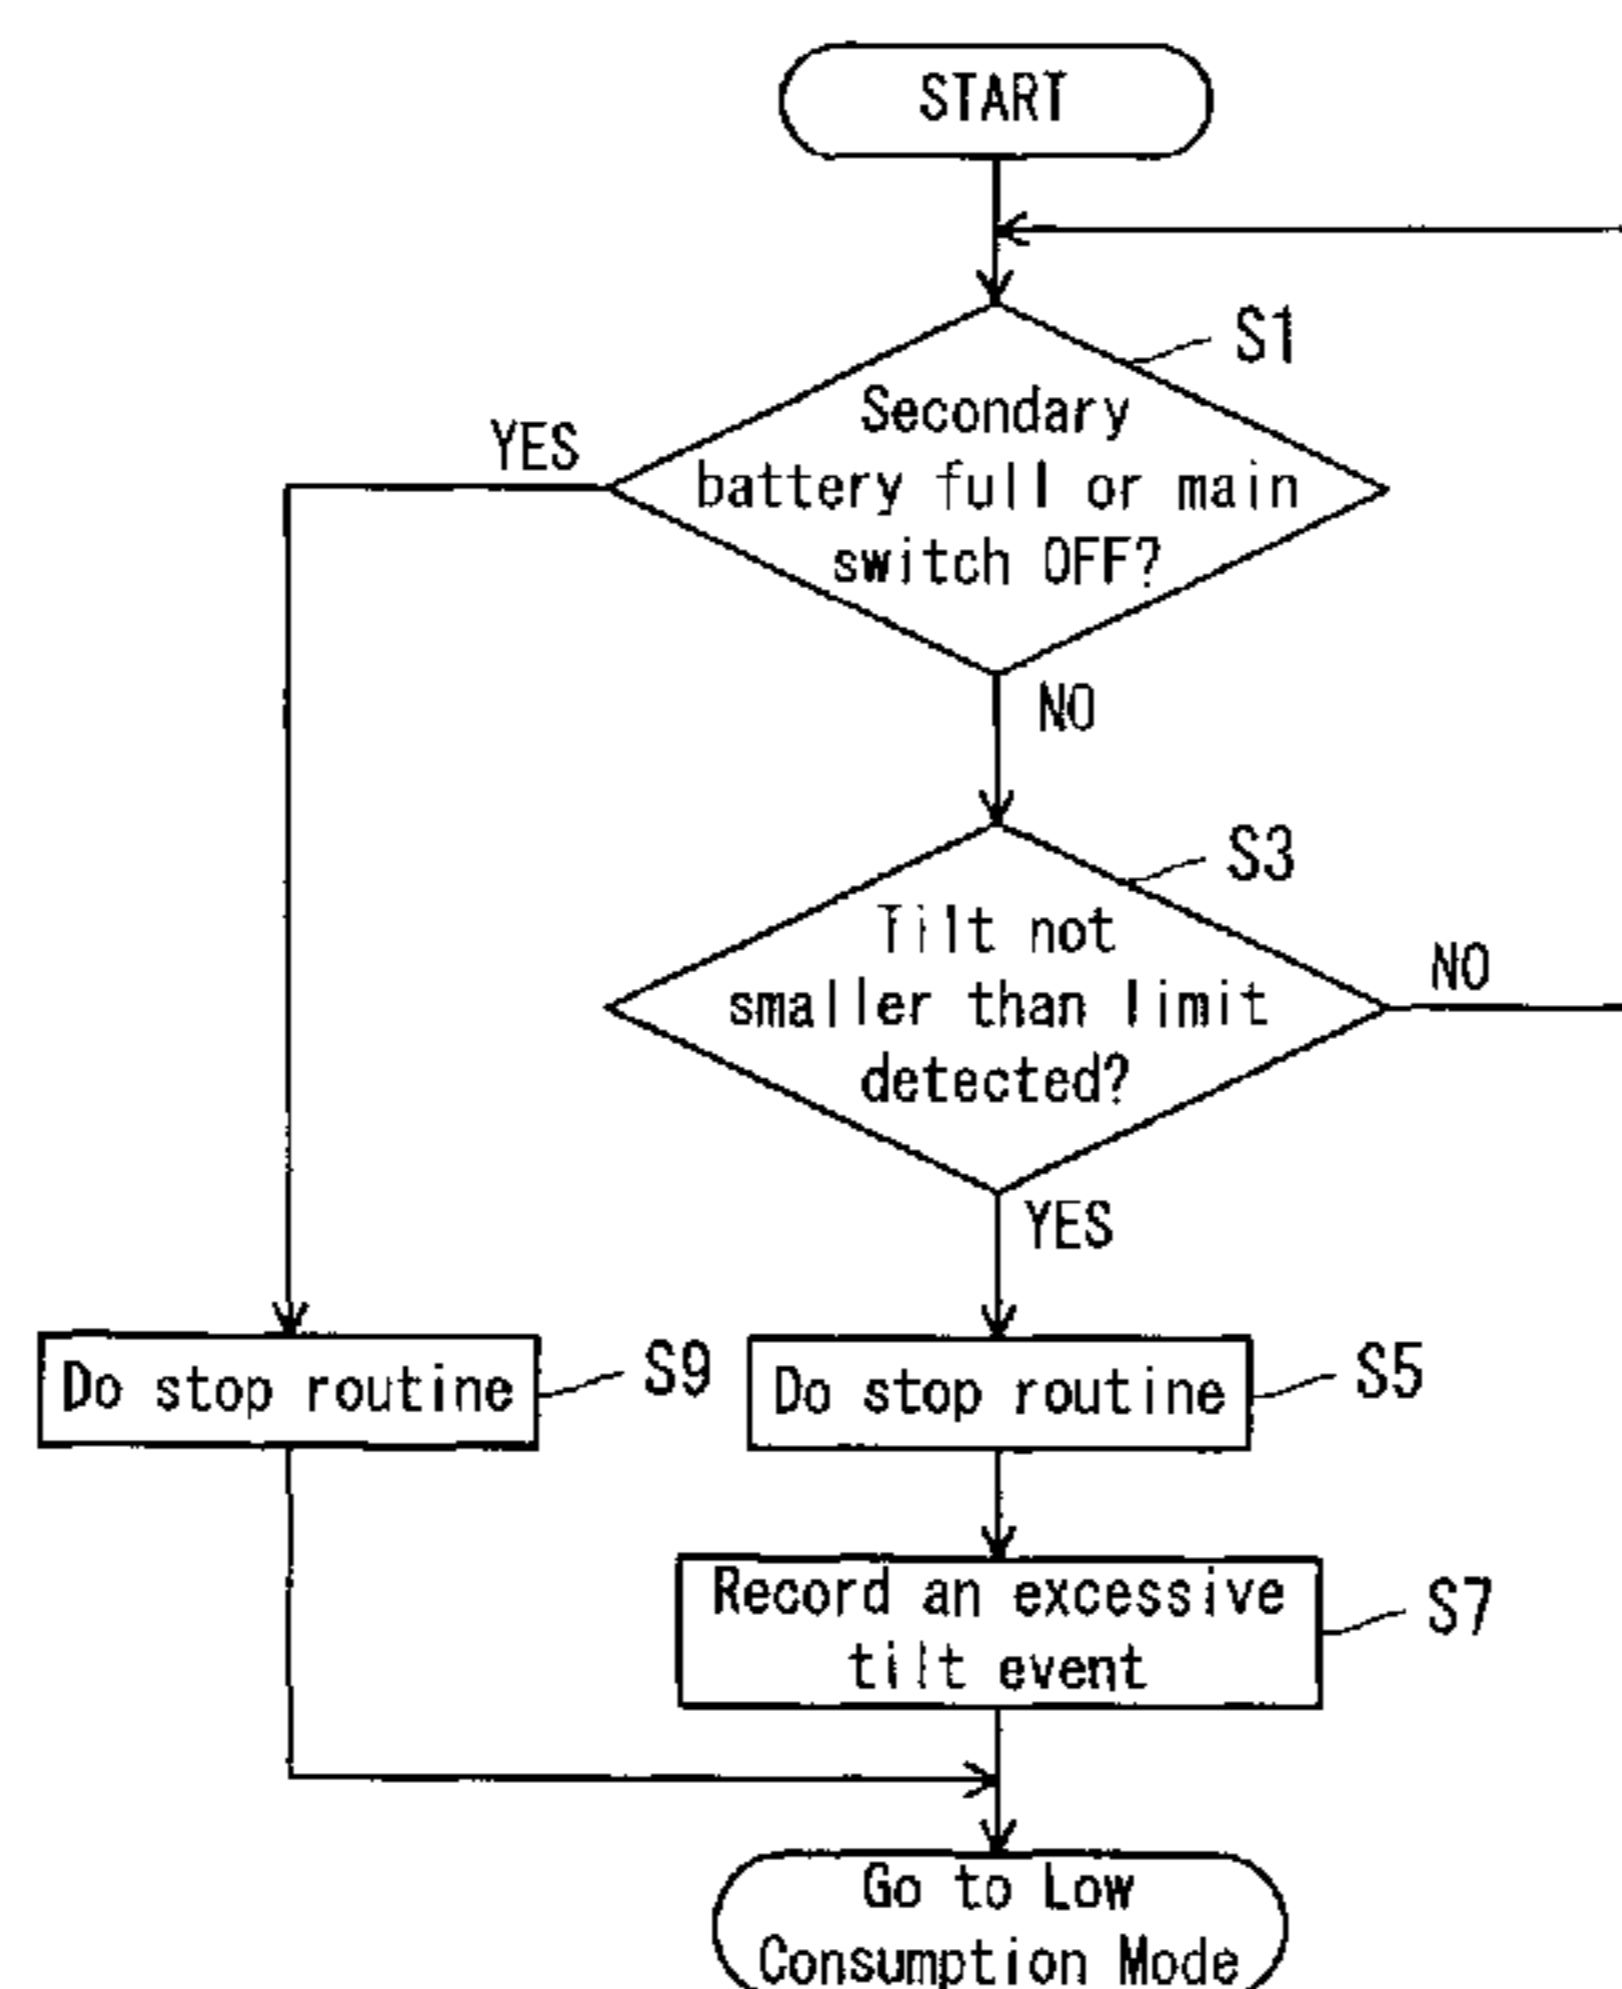 START
S1
Secondary
YES
battery full or main
switch OFF?
NO
S3
Tilt not
NO
smaller than limit
detected?
YES
Do stop routine
S9
Do stop routine
S5
Record an excessive
S7
tilt event
Go to Low
Consumption Mode